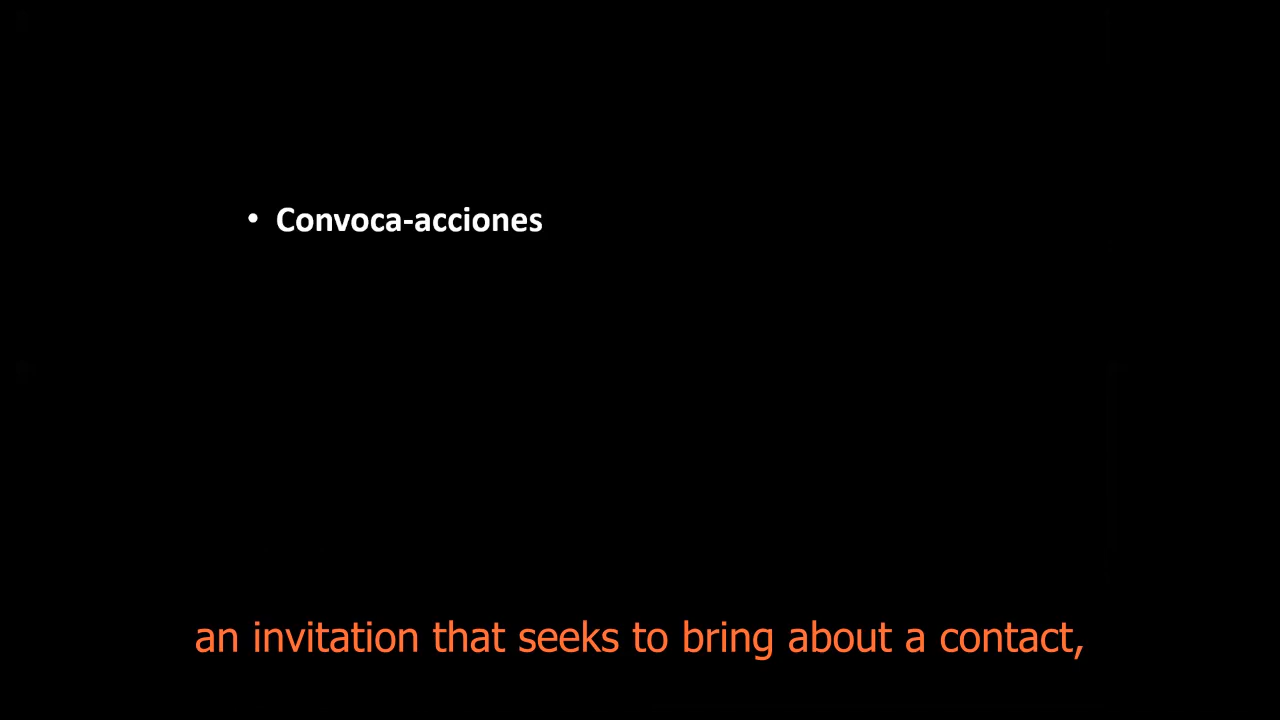 • Convoca-acciones
an invitation that seeks to bring about a contact,